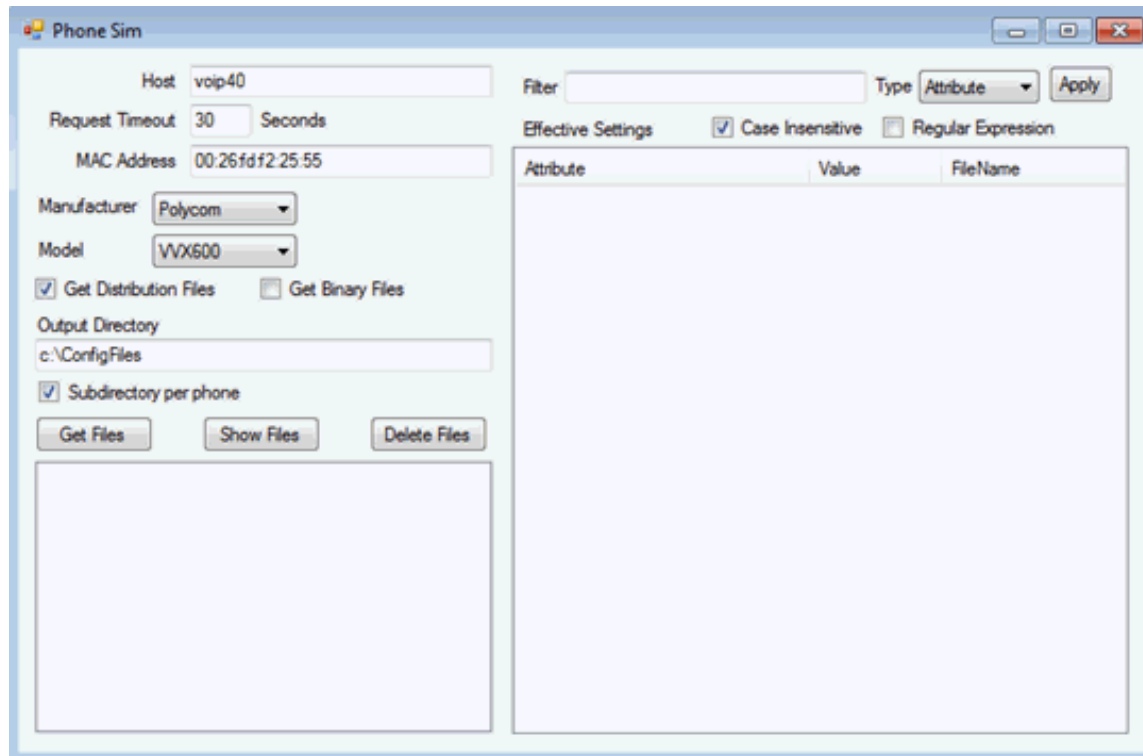 Phone Sim
Host voip40
Request Timeout 30 Seconds
MAC Address 00:26fdf2:25:55
Manufacturer Polycom
Model VVX600
Get Distribution Files Get Binary Files
Output Directory
c:\ConfigFiles
Subdirectory per phone
Get Files Show Files Delete Files
Filter Type Attribute Apply
Effective Settings Case Insensitive Regular Expression
Attribute Value FileName